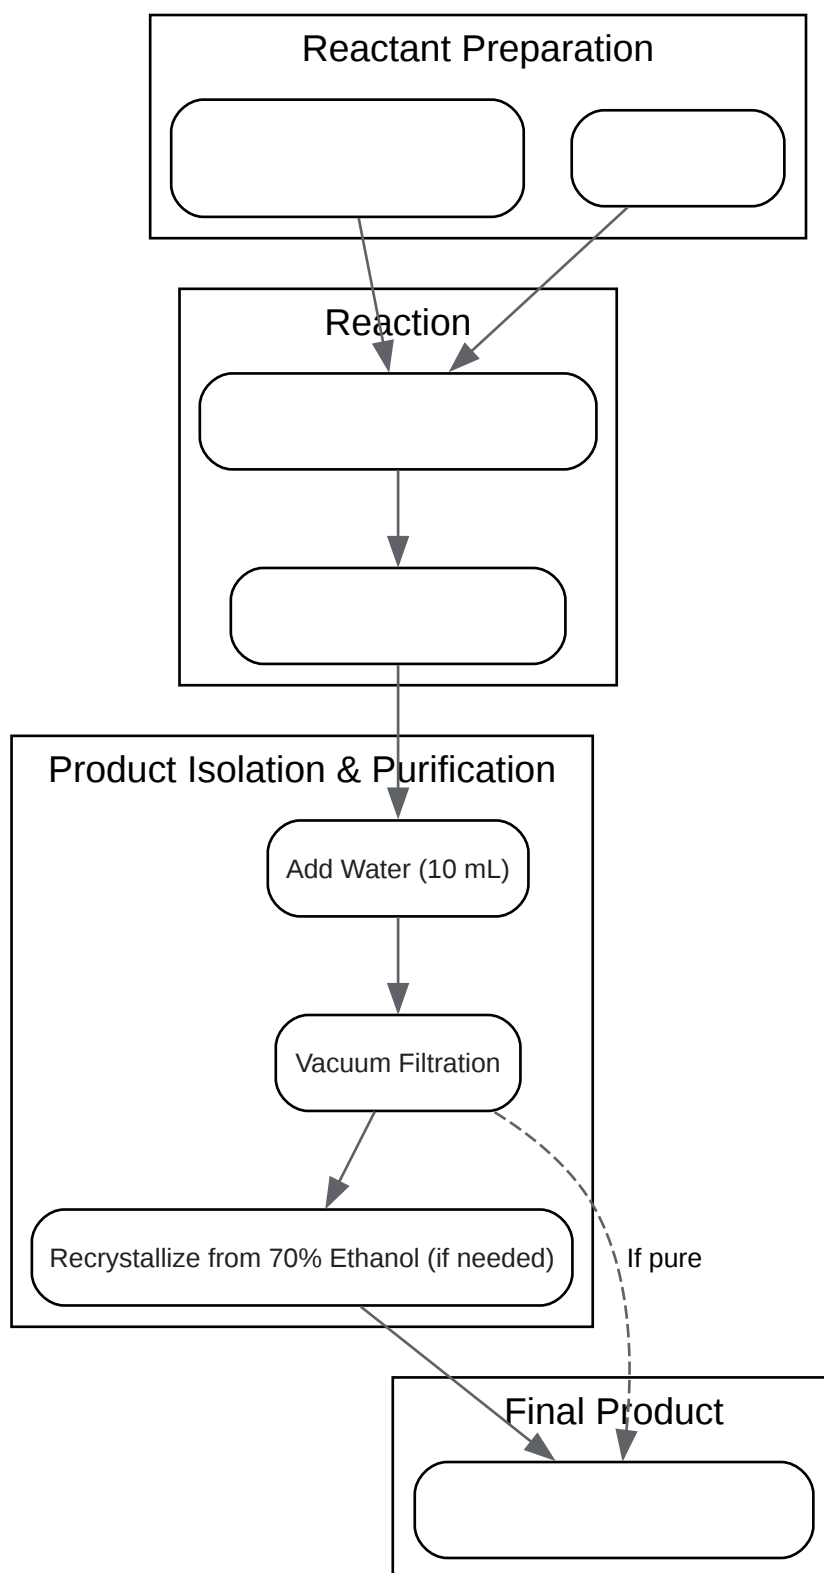 Reactant Preparation
Reaction
Product Isolation & Purification
Add Water (10 mL)
Vacuum Filtration
Recrystallize from 70% Ethanol (if needed)
If pure
Final Product